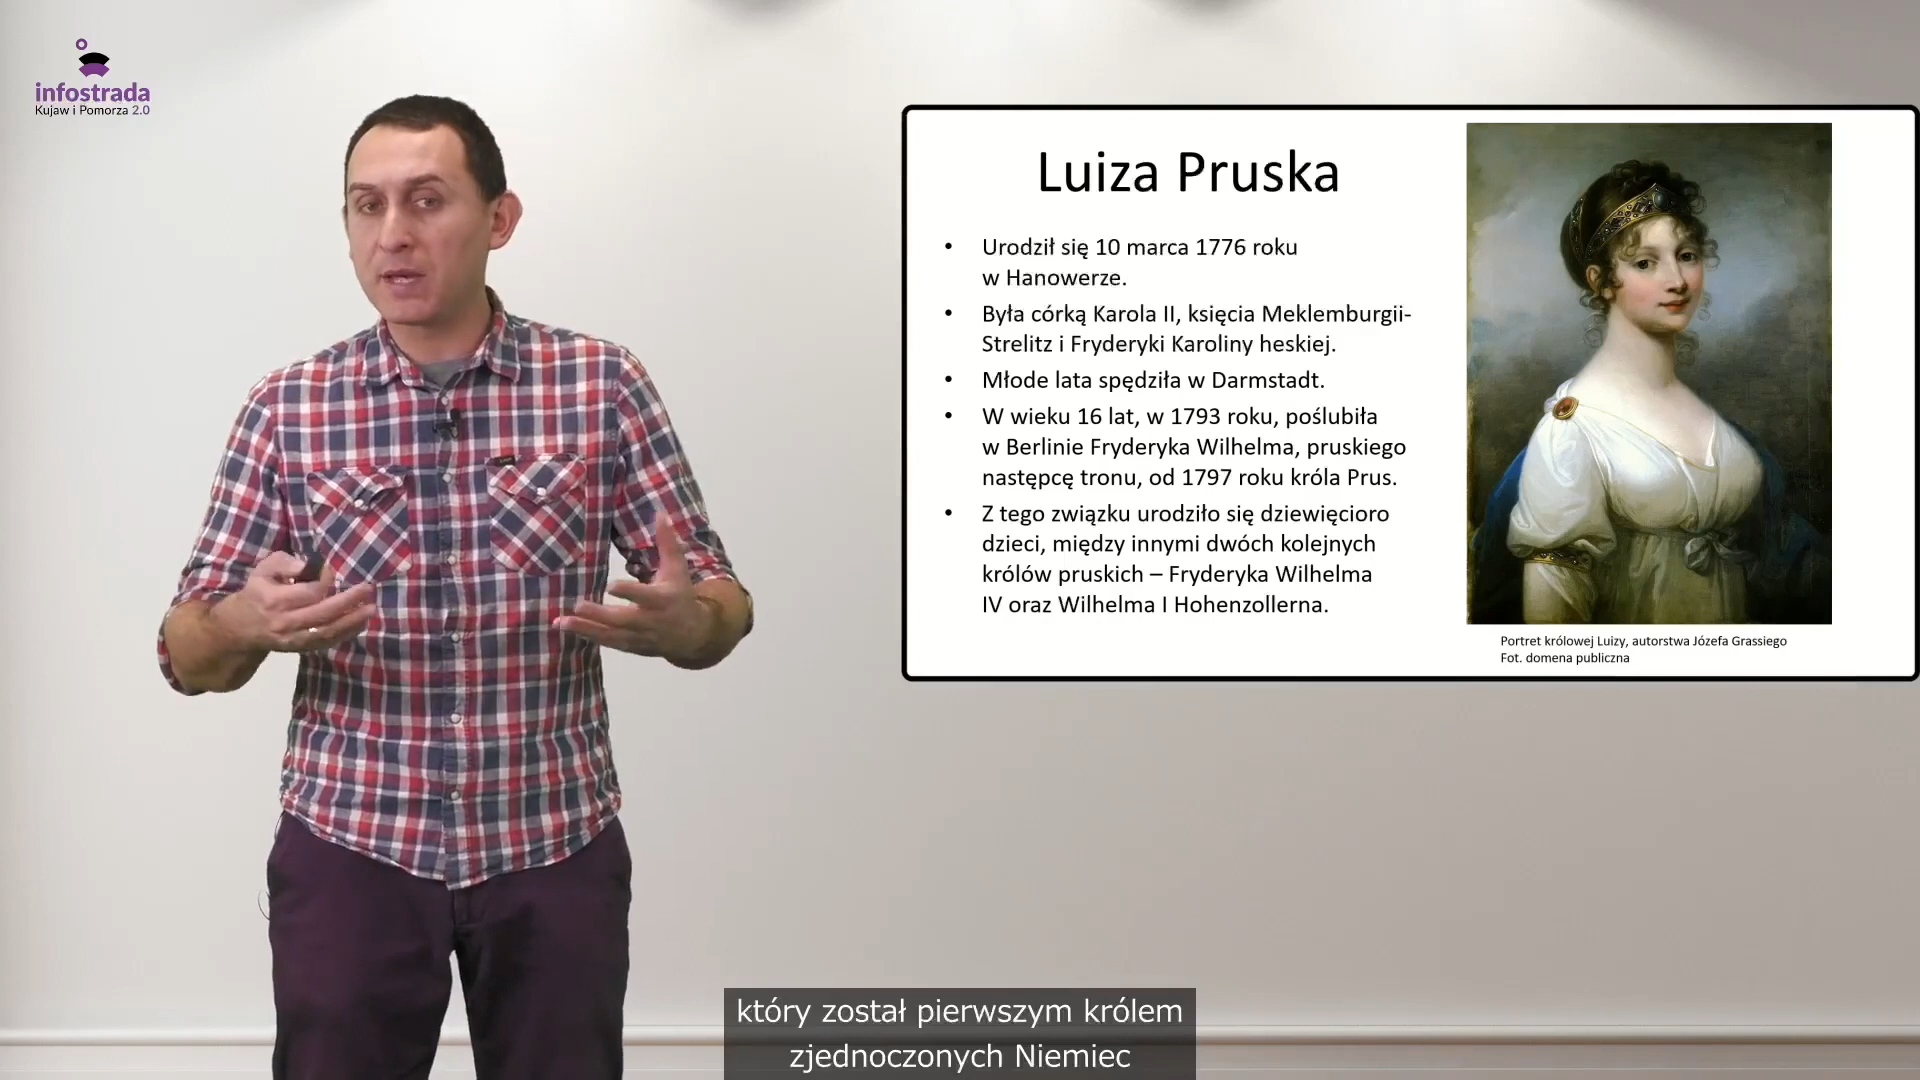 infostrada
Kujaw i Pomorza 2.0
Luiza Pruska
• Urodził się 10 marca 1776 roku
w Hanowerze.
• Była córką Karola II, księcia Meklemburgii-
Strelitz i Fryderyki Karoliny heskiej.
• Młode lata spędziła w Darmstadt.
• W wieku 16 lat, w 1793 roku, poślubiła
w Berlinie Fryderyka Wilhelma, pruskiego
następcę tronu, od 1797 roku króla Prus.
• Z tego związku urodziło się dziewięcioro
dzieci, między innymi dwóch kolejnych
królów pruskich – Fryderyka Wilhelma
IV oraz Wilhelma I Hohenzollerna.
Portret królowej Luizy, autorstwa Józefa Grassiego
Fot. domena publiczna
który został pierwszym królem
zjednoczonych Niemiec